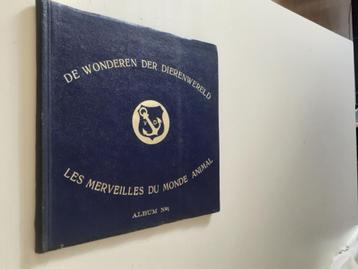 DE WONDEREN DER DIERENWERELD
LES MERVEILLES DU MONDE ANIMAL
ALBUM